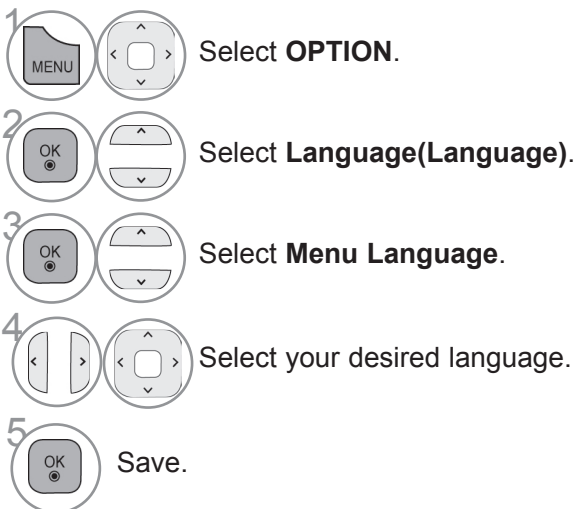 1
MENU
Select OPTION.
2
OK
Select Language(Language).
3
OK
Select Menu Language.
4
Select your desired language.
5
OK
Save.